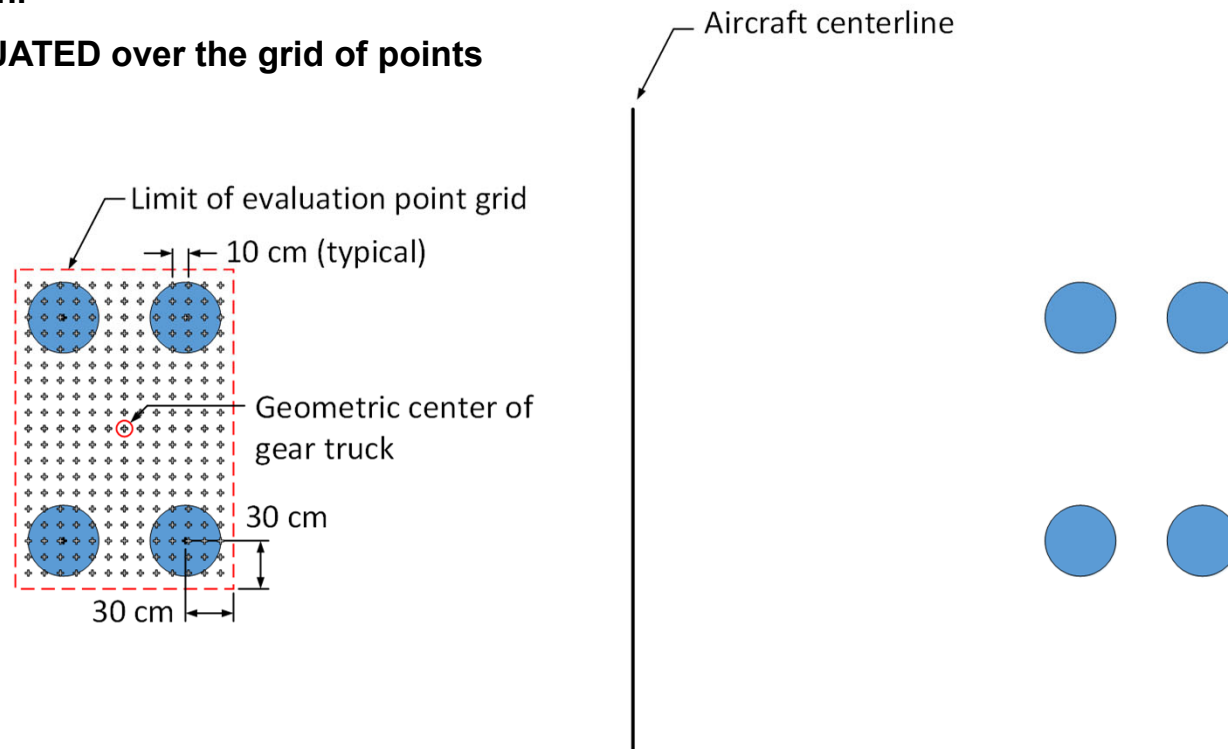 UATED over the grid of points
Aircraft centerline
Limit of evaluation point grid
10 cm (typical)
Geometric center of
gear truck
30 cm
30 cm